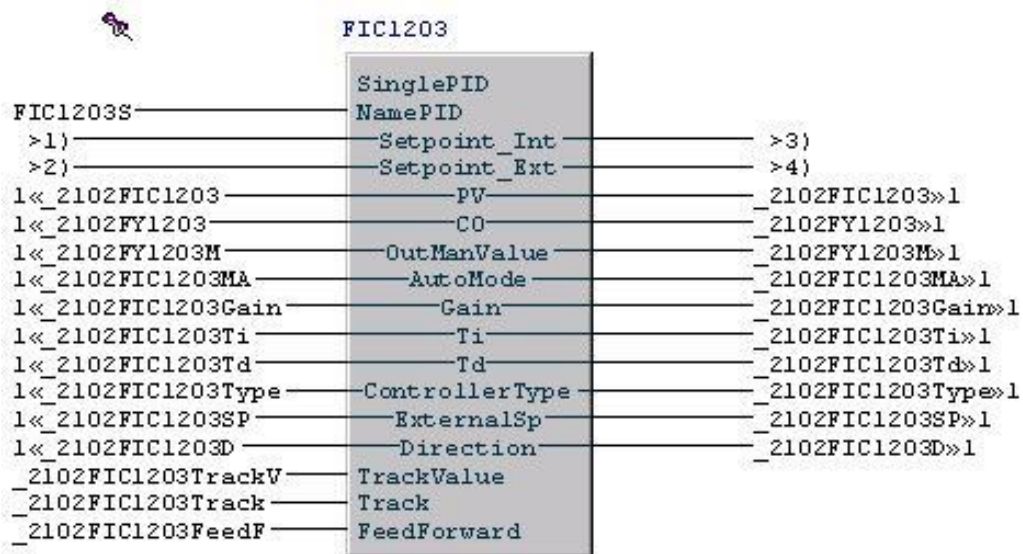 FIC1203
SinglePID
FIC1203S NamePID
>1) Setpoint_Int >3)
>2) Setpoint_Ext >4)
1«_2102FIC1203 PV _2102FIC1203»1
1«_2102FY1203 CO _2102FY1203»1
1«_2102FY1203M OutManValue _2102FY1203M»1
1«_2102FIC1203MA AutoMode _2102FIC1203MA»1
1«_2102FIC1203Gain Gain _2102FIC1203Gain»1
1«_2102FIC1203Ti Ti _2102FIC1203Ti»1
1«_2102FIC1203Td Td _2102FIC1203Td»1
1«_2102FIC1203Type ControllerType _2102FIC1203Type»1
1«_2102FIC1203SP ExternalSp _2102FIC1203SP»1
1«_2102FIC1203D Direction _2102FIC1203D»1
_2102FIC1203TrackV TrackValue
_2102FIC1203Track Track
_2102FIC1203FeedF FeedForward